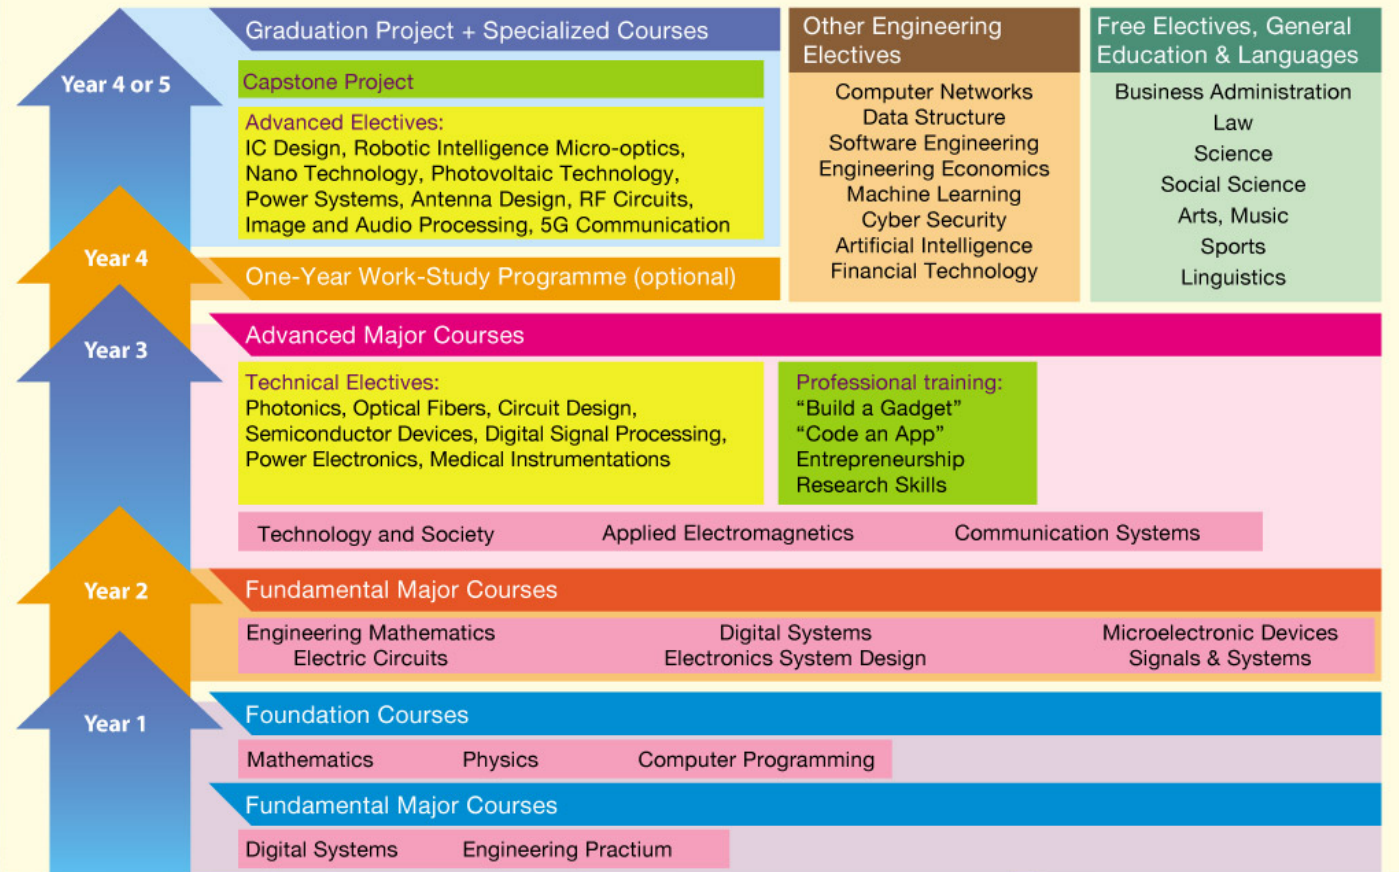 Year 4 or 5
Graduation Project + Specialized Courses
Capstone Project
Advanced Electives:
IC Design, Robotic Intelligence Micro-optics,
Nano Technology, Photovoltaic Technology,
Power Systems, Antenna Design, RF Circuits,
Image and Audio Processing, 5G Communication
Other Engineering
Electives
Computer Networks
Data Structure
Software Engineering
Engineering Economics
Machine Learning
Cyber Security
Artificial Intelligence
Financial Technology
Free Electives, General
Education & Languages
Business Administration
Law
Science
Social Science
Arts, Music
Sports
Linguistics
Year 4
One-Year Work-Study Programme (optional)
Year 3
Advanced Major Courses
Technical Electives:
Photonics, Optical Fibers, Circuit Design,
Semiconductor Devices, Digital Signal Processing,
Power Electronics, Medical Instrumentations
Professional training:
“Build a Gadget”
“Code an App”
Entrepreneurship
Research Skills
Technology and Society
Applied Electromagnetics
Communication Systems
Year 2
Fundamental Major Courses
Engineering Mathematics
Electric Circuits
Digital Systems
Electronics System Design
Microelectronic Devices
Signals & Systems
Year 1
Foundation Courses
Mathematics
Physics
Computer Programming
Fundamental Major Courses
Digital Systems
Engineering Practium